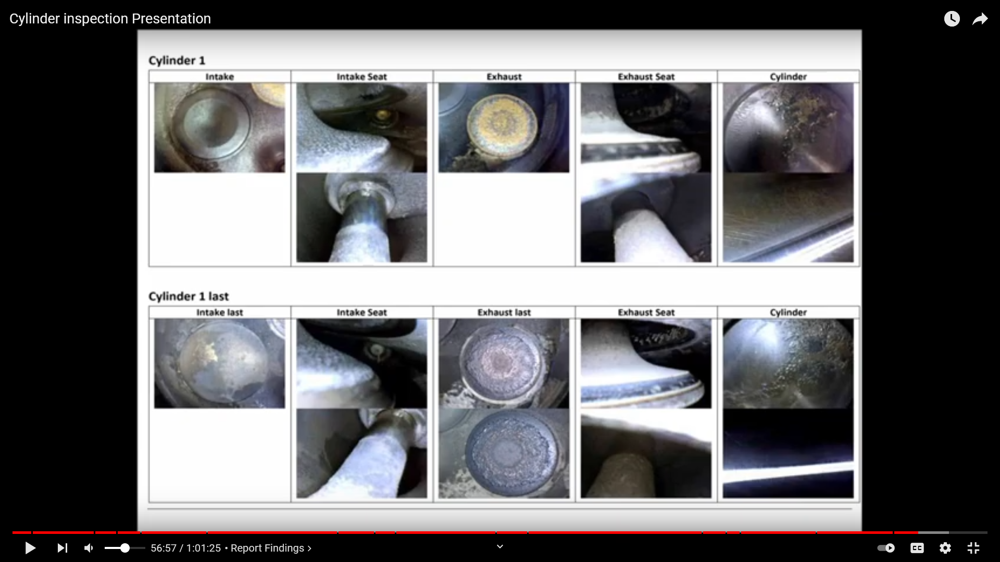 Cylinder inspection Presentation
Cylinder 1
Intake Intake Seat Exhaust Exhaust Seat Cylinder
Cylinder 1 last
Intake last Intake Seat Exhaust last Exhaust Seat Cylinder
56:57 / 1:01:25 • Report Findings
CC